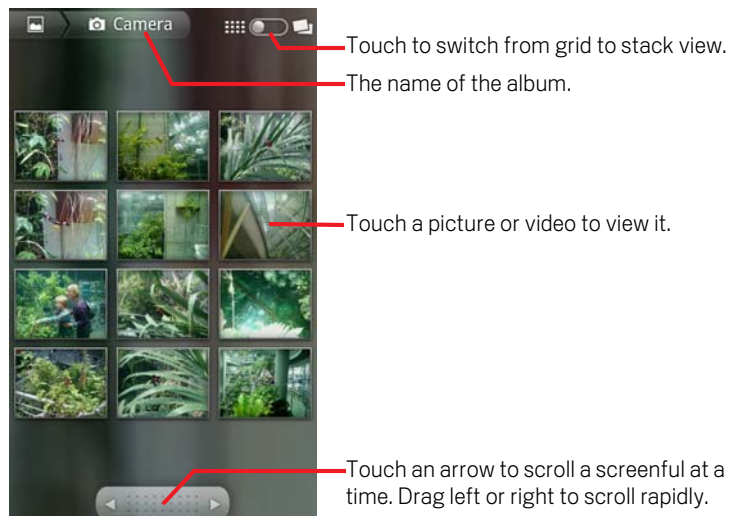 Camera
Touch to switch from grid to stack view.
The name of the album.
Touch a picture or video to view it.
Touch an arrow to scroll a screenful at a
time. Drag left or right to scroll rapidly.